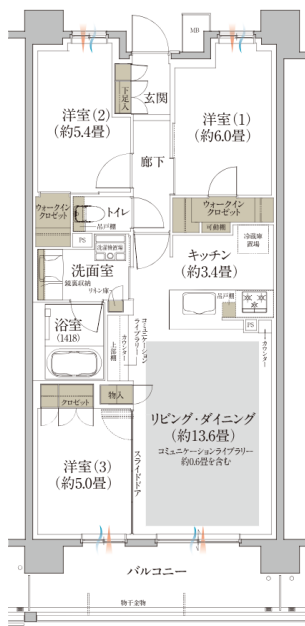 MB
洋室(2)
(約5.4畳)
下足入
玄関
洋室(1)
(約6.0畳)
廊下
ウォークイン
クロゼット
トイレ
吊戸棚
PS
ウォークイン
クロゼット
可動棚
冷蔵庫
置場
洗濯機置場
洗面室
鏡裏収納
リネン庫
キッチン
(約3.4畳)
吊戸棚
PS
浴室
(1418)
コミュニケーション
ライブラリー
カウンター
上部棚
カウンター
クロゼット
物入
リビング・ダイニング
(約13.6畳)
コミュニケーションライブラリー
約0.6畳を含む
洋室(3)
(約5.0畳)
スライドドア
バルコニー
物干金物